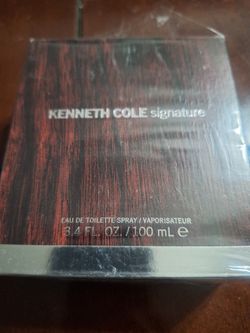 KENNETH COLE signature
EAU DE TOILETTE SPRAY / VAPORISATEUR
3.4 FL. OZ. / 100 mL ℮